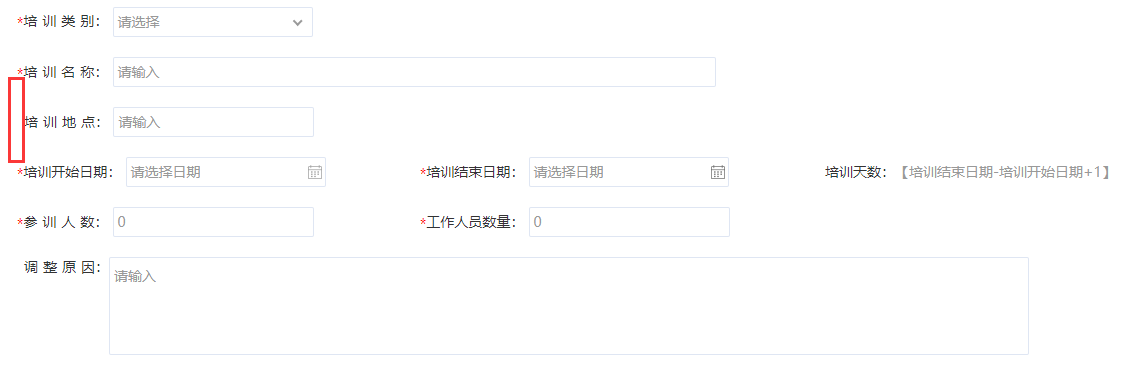 *培 训 类 别： 请选择
*培 训 名 称： 请输入
培 训 地 点： 请输入
*培训开始日期： 请选择日期 *培训结束日期： 请选择日期 培训天数：【培训结束日期-培训开始日期+1】
*参 训 人 数： 0 *工作人员数量： 0
调 整 原 因： 请输入